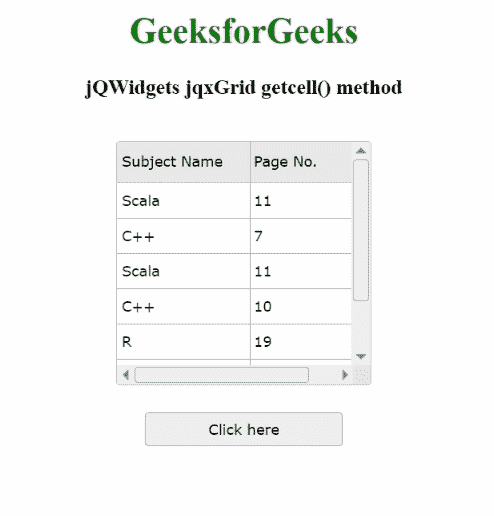 GeeksforGeeks
jQWidgets jqxGrid getcell() method
Subject Name Page No.
Scala 11
C++ 7
Scala 11
C++ 10
R 19
Click here